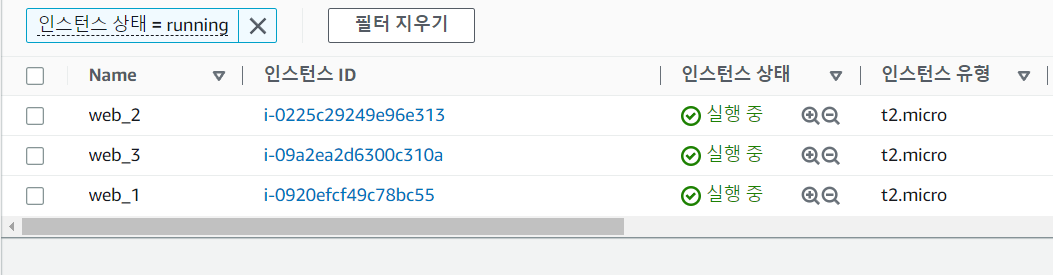 인스턴스 상태 = running 필터 지우기
Name 인스턴스 ID 인스턴스 상태 인스턴스 유형
web_2 i-0225c29249e96e313 실행 중 t2.micro
web_3 i-09a2ea2d6300c310a 실행 중 t2.micro
web_1 i-0920efcf49c78bc55 실행 중 t2.micro